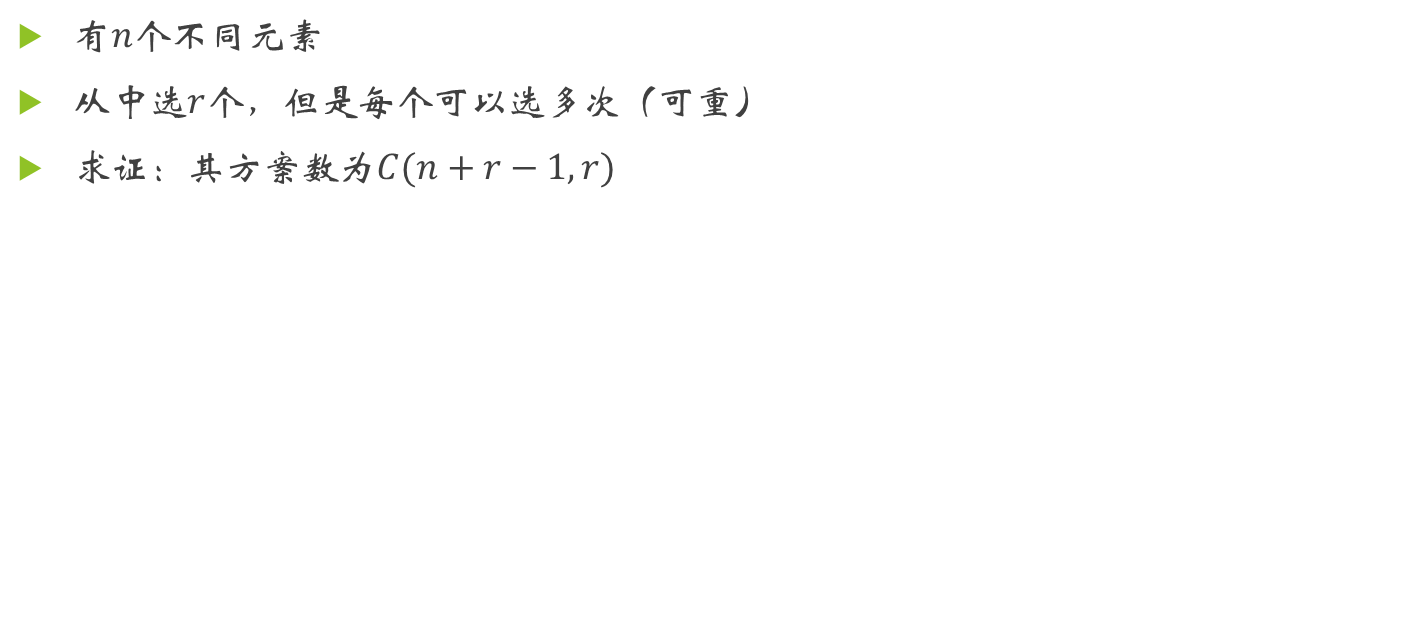 有n个不同元素
从中选r个，但是每个可以选多次（可重）
求证：其方案数为C(n + r − 1, r)